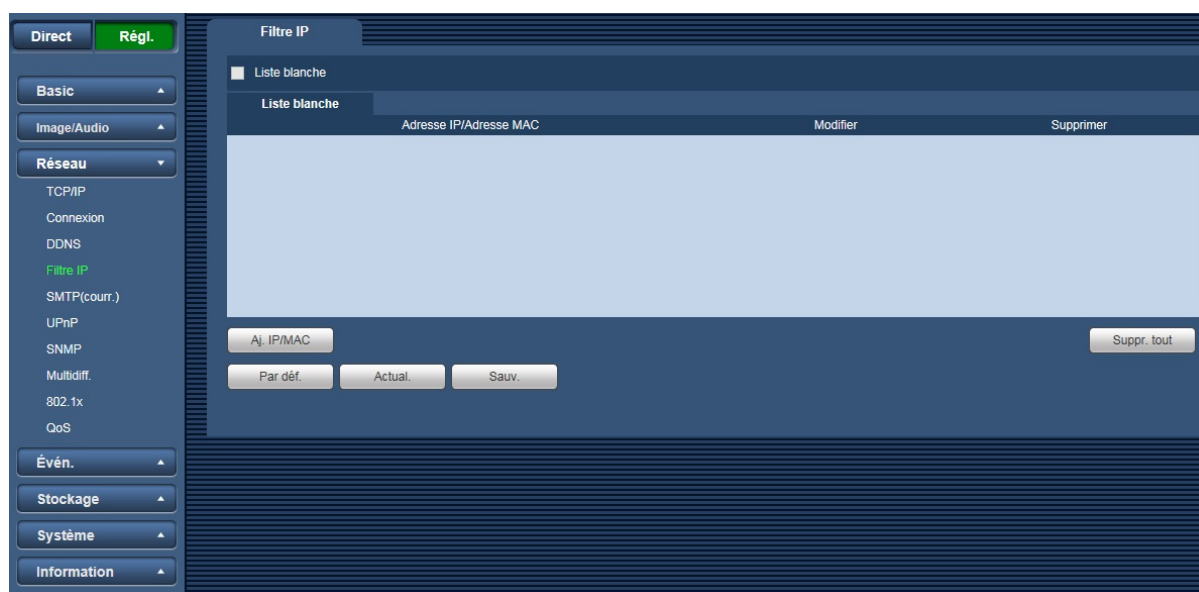 Direct
Régl.
Basic
Image/Audio
Réseau
TCP/IP
Connexion
DDNS
Filtre IP
SMTP(courr.)
UPnP
SNMP
Multidiff.
802.1x
QoS
Évén.
Stockage
Système
Information
Filtre IP
Liste blanche
Liste blanche
Adresse IP/Adresse MAC Modifier Supprimer
Aj. IP/MAC Suppr. tout
Par déf. Actual. Sauv.